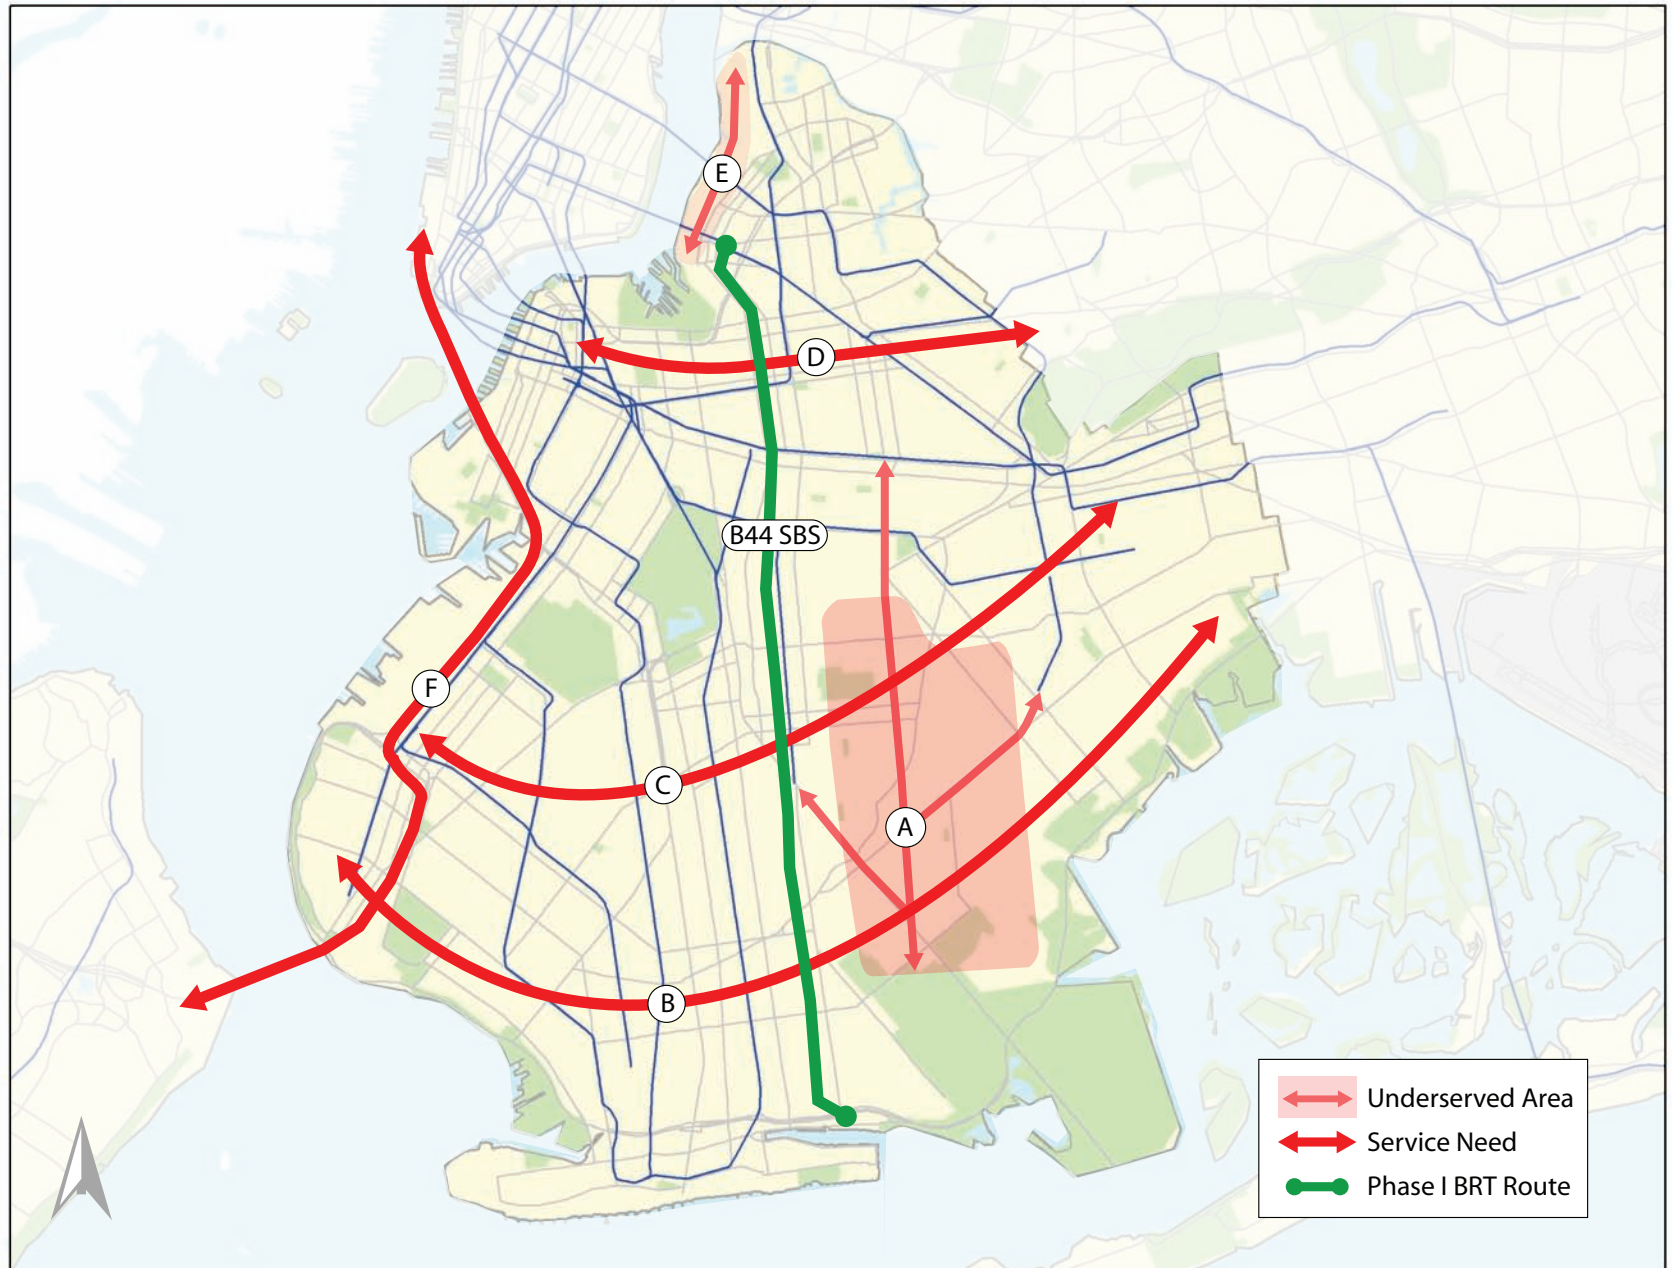 E
D
B44 SBS
F
C
A
B
Underserved Area
Service Need
Phase I BRT Route